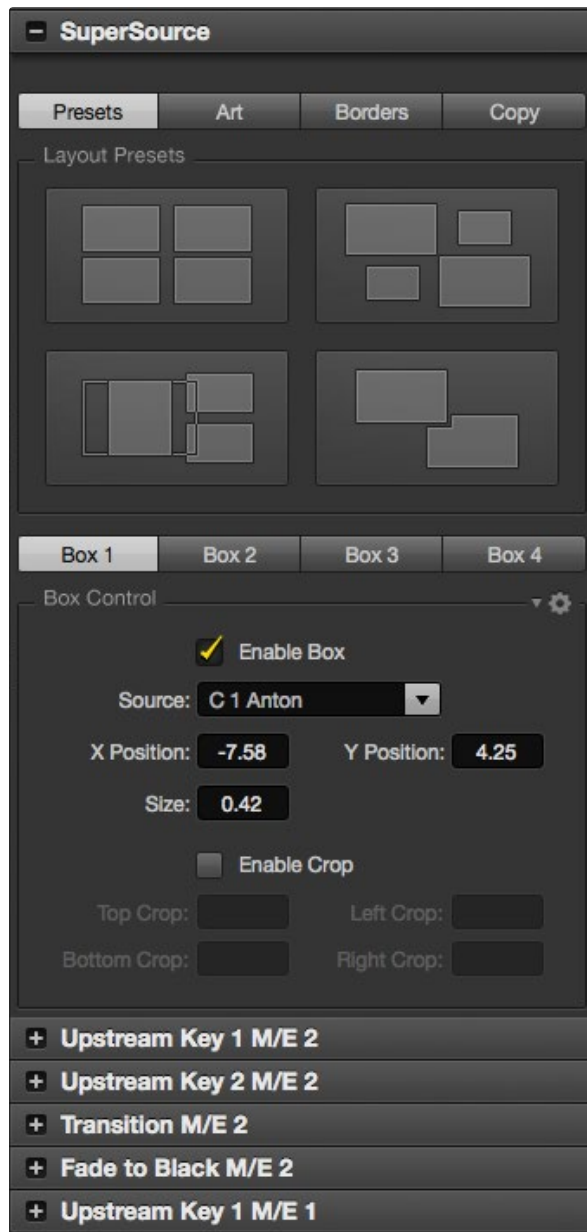 SuperSource
Presets Art Borders Copy
Layout Presets
Box 1 Box 2 Box 3 Box 4
Box Control
Enable Box
Source: C 1 Anton
X Position: -7.58 Y Position: 4.25
Size: 0.42
Enable Crop
Top Crop: Left Crop:
Bottom Crop: Right Crop:
Upstream Key 1 M/E 2
Upstream Key 2 M/E 2
Transition M/E 2
Fade to Black M/E 2
Upstream Key 1 M/E 1